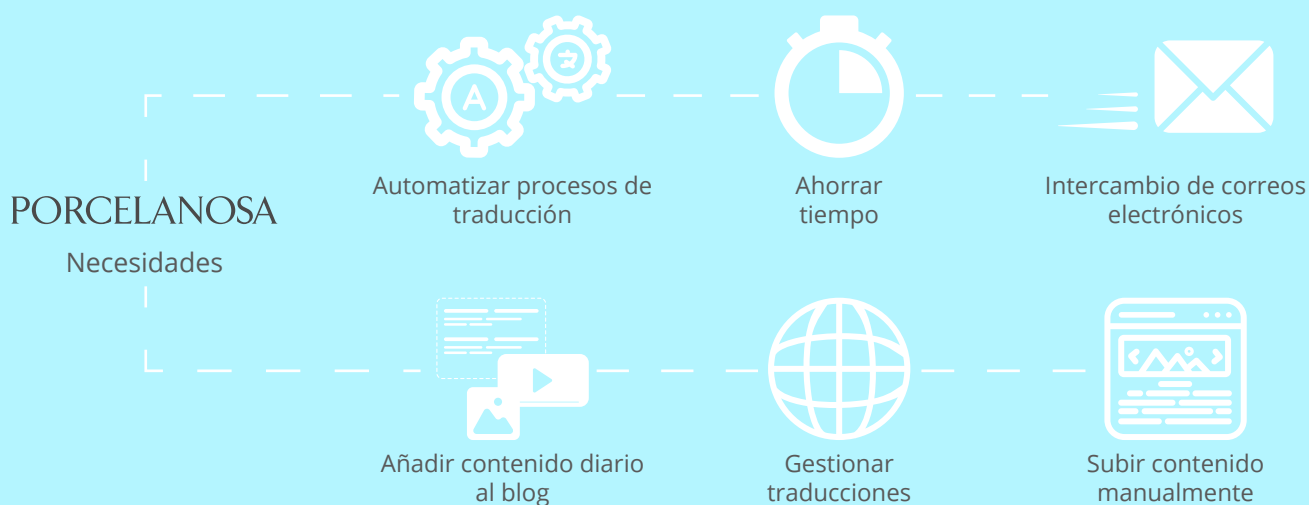 PORCELANOSA
Necesidades
A
Automatizar procesos de
traducción
Ahorrar
tiempo
Intercambio de correos
electrónicos
Añadir contenido diario
al blog
Gestionar
traducciones
Subir contenido
manualmente